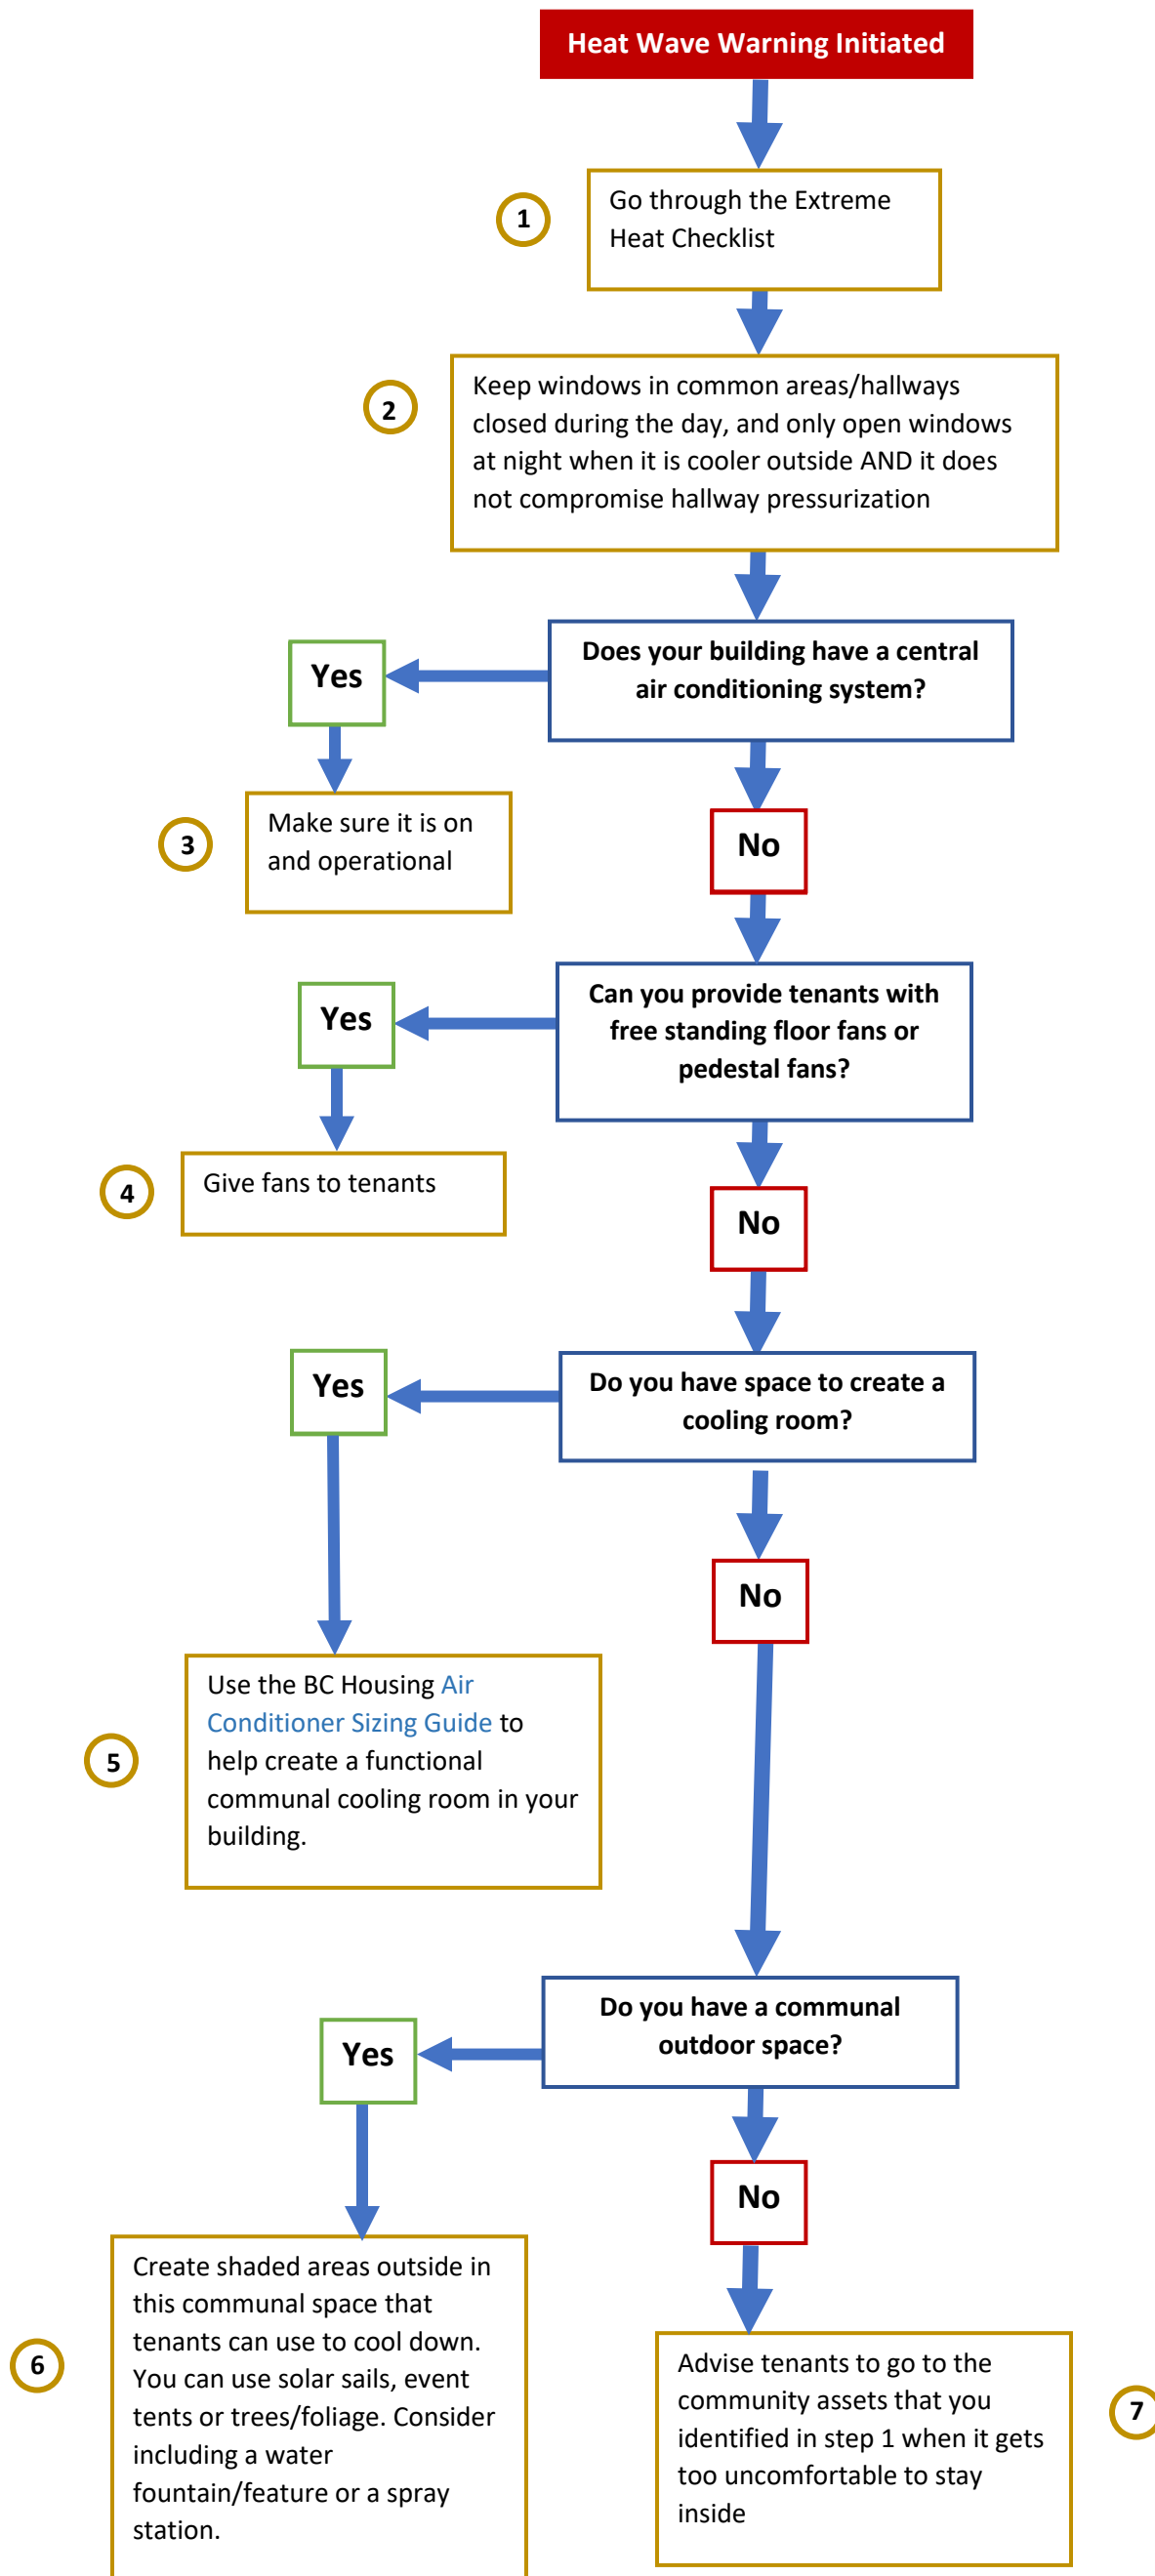 Heat Wave Warning Initiated
1
Go through the Extreme
Heat Checklist
2
Keep windows in common areas/hallways
closed during the day, and only open windows
at night when it is cooler outside AND it does
not compromise hallway pressurization
Does your building have a central
air conditioning system?
Yes
3
Make sure it is on
and operational
No
Can you provide tenants with
free standing floor fans or
pedestal fans?
Yes
4
Give fans to tenants
No
Do you have space to create a
cooling room?
Yes
No
5
Use the BC Housing Air
Conditioner Sizing Guide to
help create a functional
communal cooling room in your
building.
Do you have a communal
outdoor space?
Yes
No
6
Create shaded areas outside in
this communal space that
tenants can use to cool down.
You can use solar sails, event
tents or trees/foliage. Consider
including a water
fountain/feature or a spray
station.
Advise tenants to go to the
community assets that you
identified in step 1 when it gets
too uncomfortable to stay
inside
7